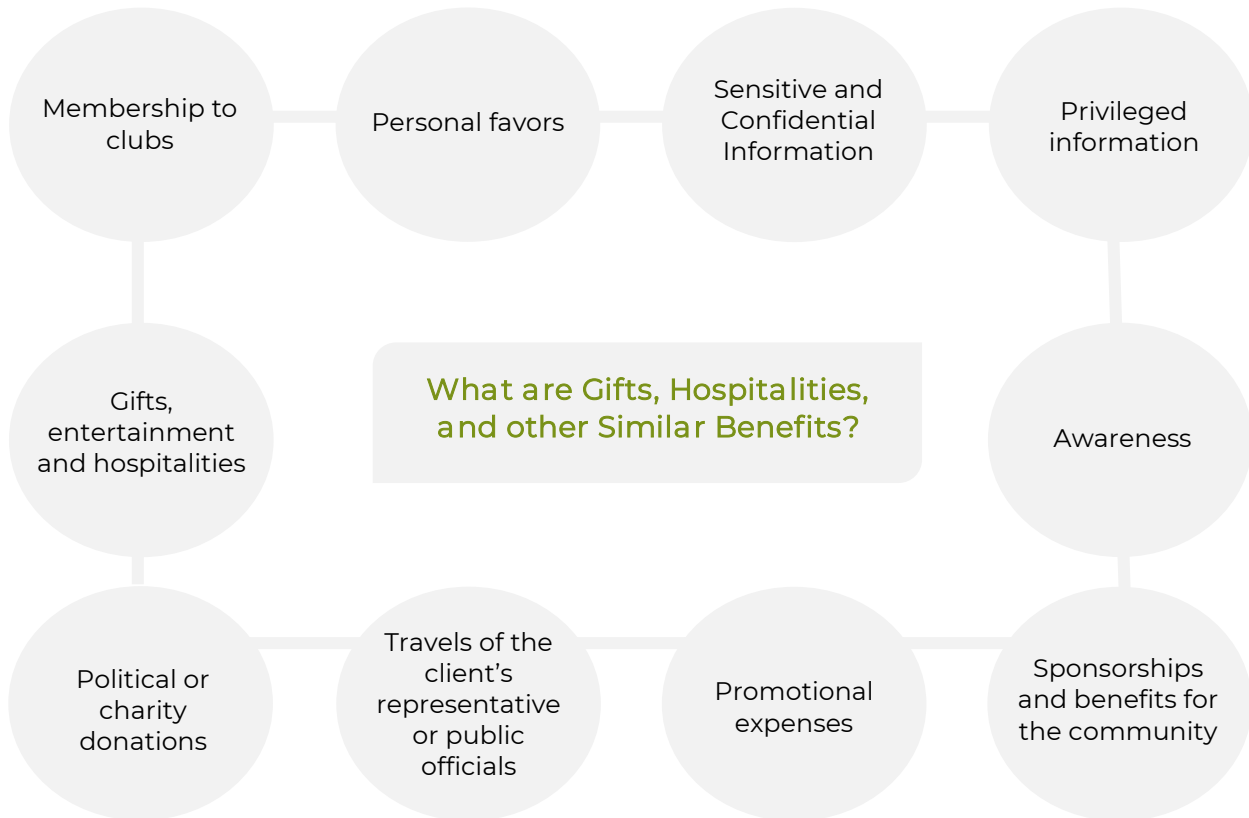 Membership to
clubs
Personal favors
Sensitive and
Confidential
Information
Privileged
information
Gifts,
entertainment
and hospitalities
What are Gifts, Hospitalities,
and other Similar Benefits?
Awareness
Political or
charity
donations
Travels of the
client’s
representative
or public
officials
Promotional
expenses
Sponsorships
and benefits for
the community